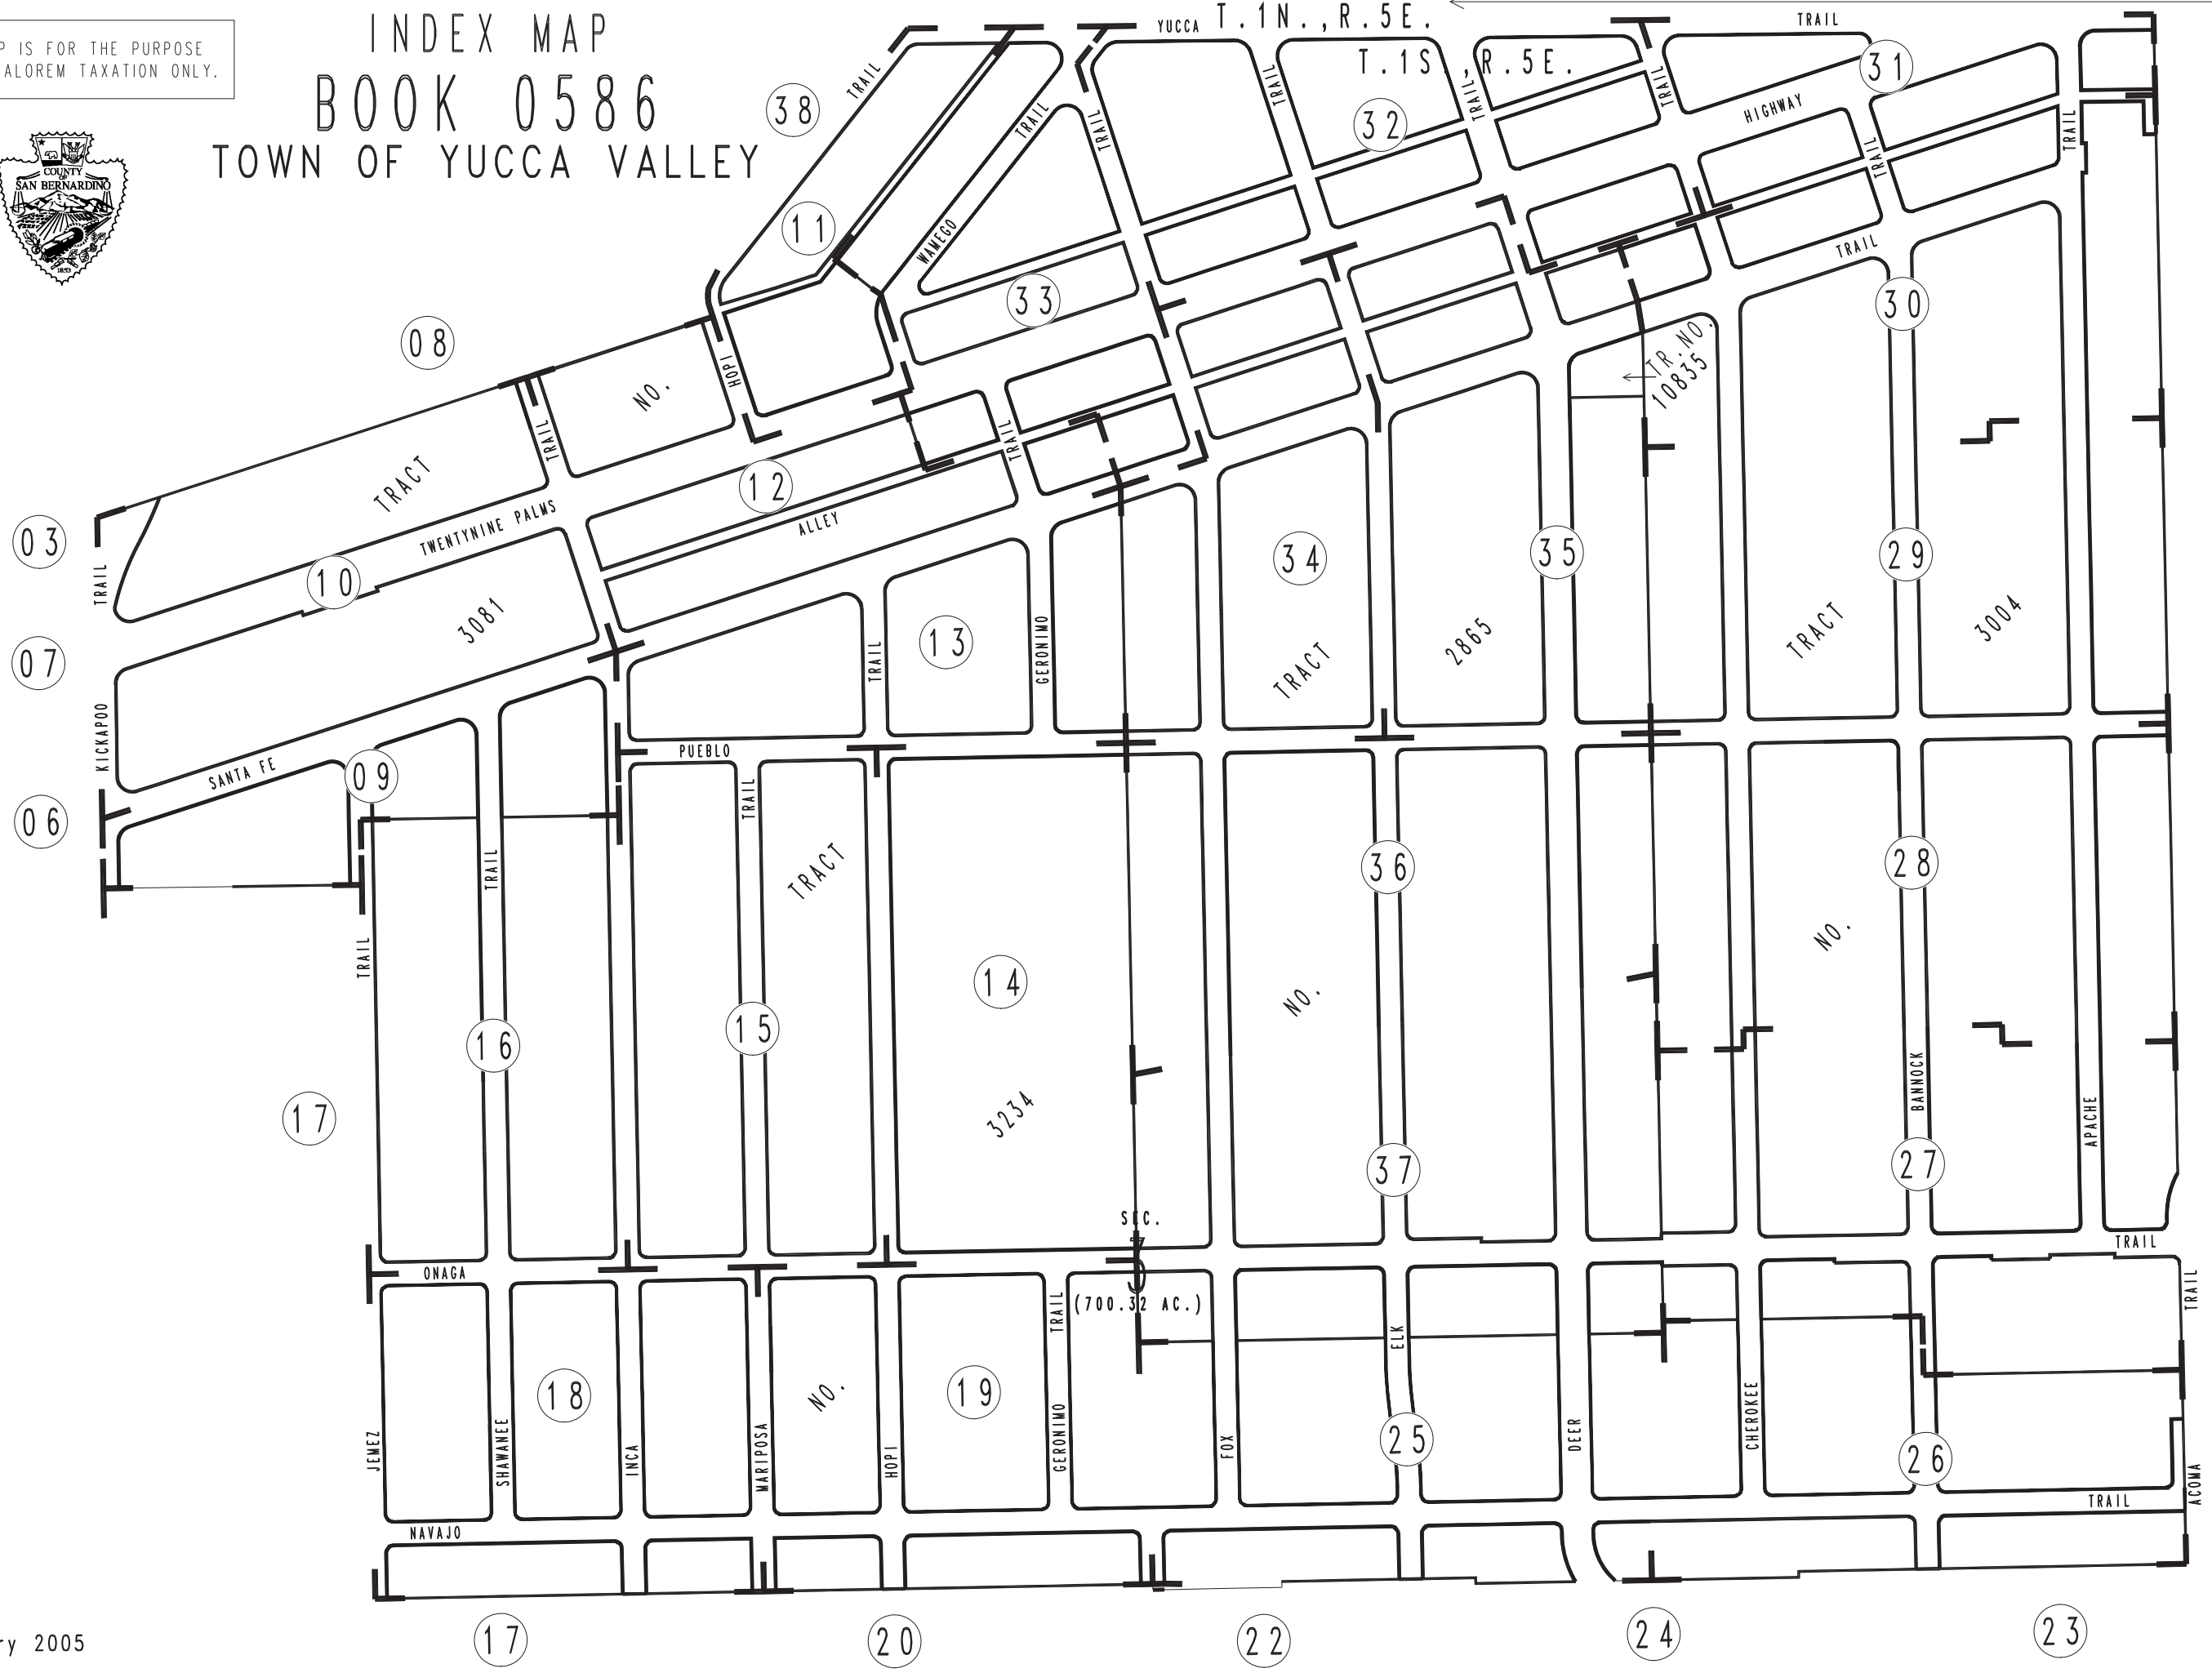 P IS FOR THE PURPOSE
ALOREM TAXATION ONLY.
INDEX MAP
BOOK 0586
TOWN OF YUCCA VALLEY
COUNTY
OF
SAN BERNARDINO
1853
YUCCA
T.1N.,R.5E.
T.1S.,R.5E.
TRAIL
TRAIL
38
TRAIL
TRAIL
TRAIL
32
TRAIL
TRAIL
31
HIGHWAY
TRAIL
TRAIL
11
WAMEGO
TRAIL
33
30
08
HOPI
NO.
TR.NO.
10835
TRACT
TRAIL
TRAIL
12
TWENTYNINE PALMS
ALLEY
03
TRAIL
10
34
35
29
3081
13
GERONIMO
TRAIL
TRACT
2865
TRACT
3004
07
KICKAPOO
PUEBLO
SANTA FE
09
06
TRAIL
TRAIL
TRACT
36
28
TRAIL
14
NO.
NO.
16
15
17
3234
BANNOCK
APACHE
37
27
SEC.
(700.32 AC.)
ONAGA
TRAIL
TRAIL
TRAIL
ELK
18
NO.
19
JEMEZ
SHAWANEE
INCA
MARIPOSA
HOPI
GERONIMO
FOX
25
DEER
CHEROKEE
26
ACOMA
NAVAJO
TRAIL
17
20
22
24
23
ry 2005